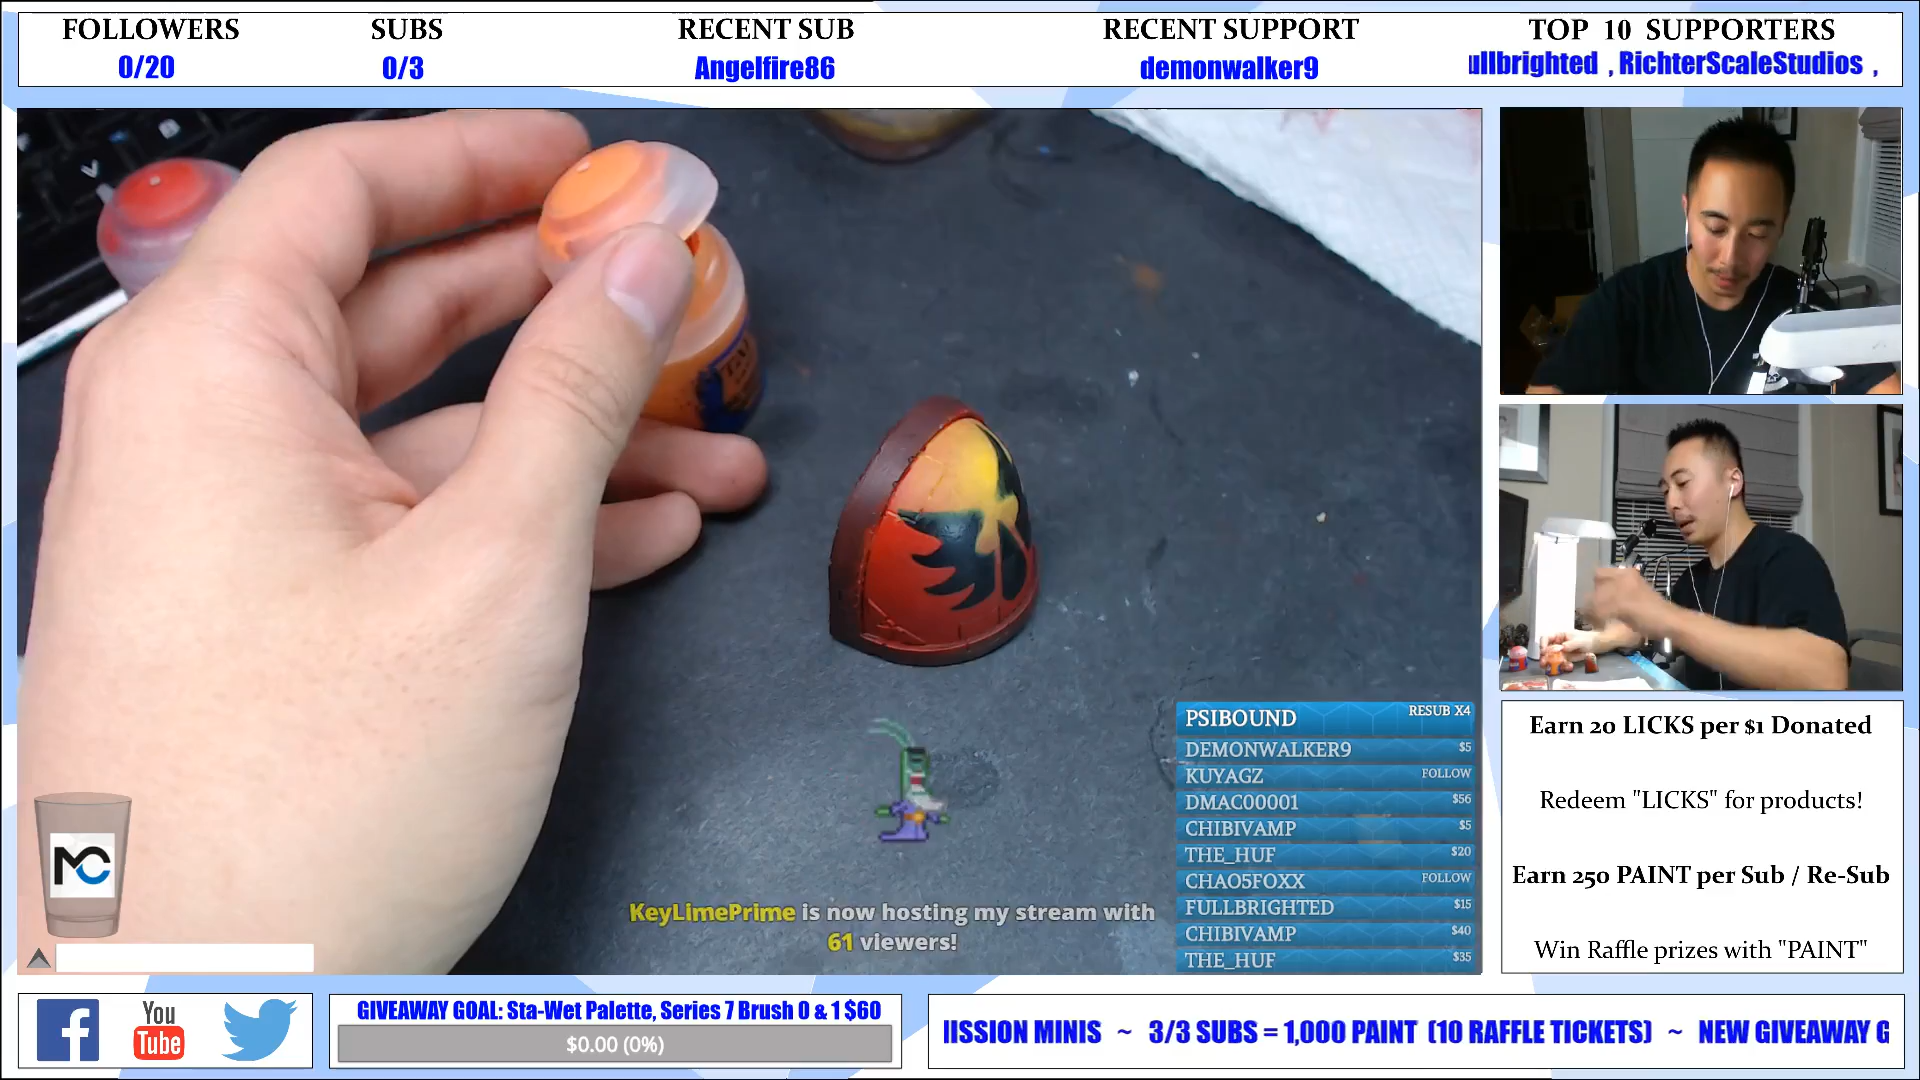 FOLLOWERS
0/20
SUBS
0/3
RECENT SUB
Angelfire86
RECENT SUPPORT
demonwalker9
TOP 10 SUPPORTERS
ullbrighted , RichterScaleStudios ,
PSIBOUND RESUB X4
DEMONWALKER9 $5
KUYAGZ FOLLOW
DMAC00001 $56
CHIBIVAMP $5
THE_HUF $20
CHAO5FOXX FOLLOW
FULLBRIGHTED $15
CHIBIVAMP $40
THE_HUF $35
KeyLimePrime is now hosting my stream with
61 viewers!
MC
Earn 20 LICKS per $1 Donated
Redeem "LICKS" for products!
Earn 250 PAINT per Sub / Re-Sub
Win Raffle prizes with "PAINT"
f
You
Tube
GIVEAWAY GOAL: Sta-Wet Palette, Series 7 Brush 0 & 1 $60
$0.00 (0%)
IISSION MINIS ~ 3/3 SUBS = 1,000 PAINT (10 RAFFLE TICKETS) ~ NEW GIVEAWAY G